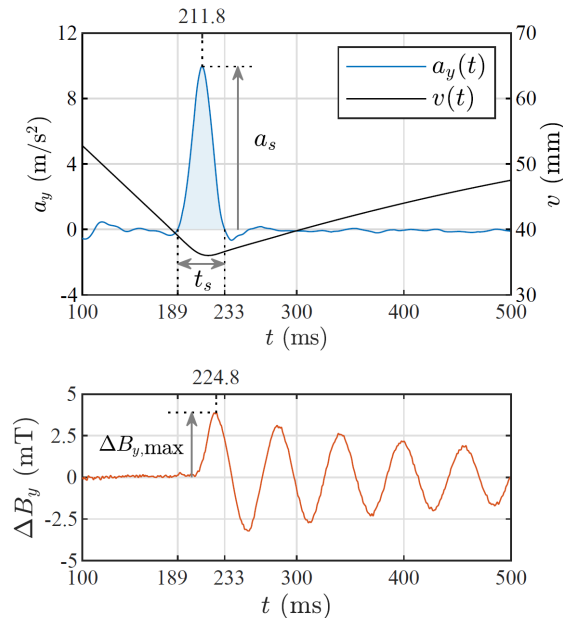 211.8
12
8
4
0
-4
a_y (m/s²)
70
60
50
40
30
v (mm)
a_y(t)
v(t)
a_s
t_s
100 189 233 300 400 500
t (ms)
224.8
5
2.5
0
-2.5
-5
ΔB_y (mT)
ΔB_y,max
100 189 233 300 400 500
t (ms)